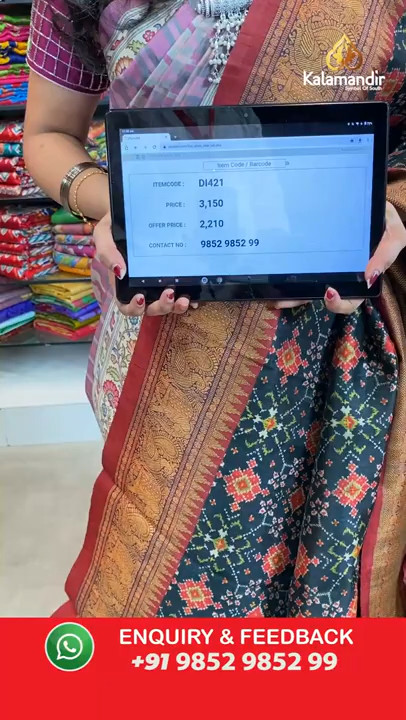 Kalamandir
Symbol Of South
Item Code / Barcode
ITEMCODE : DI421
PRICE : 3,150
OFFER PRICE : 2,210
CONTACT NO : 9852 9852 99
ENQUIRY & FEEDBACK
+91 9852 9852 99